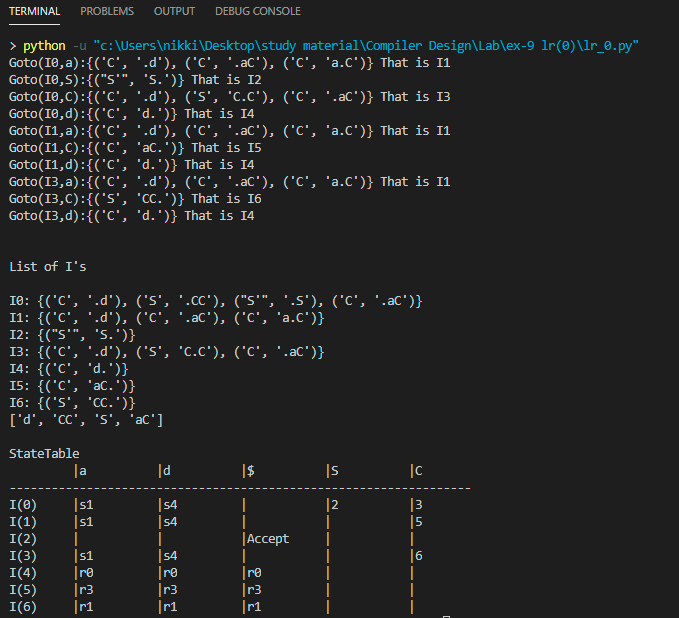 TERMINAL PROBLEMS OUTPUT DEBUG CONSOLE
> python -u "c:\Users\nikki\Desktop\study material\Compiler Design\Lab\ex-9 lr(0)\lr_0.py"
Goto(I0,a):{('C', '.d'), ('C', '.aC'), ('C', 'a.C')} That is I1
Goto(I0,S):{("S'", 'S.')} That is I2
Goto(I0,C):{('C', '.d'), ('S', 'C.C'), ('C', '.aC')} That is I3
Goto(I0,d):{('C', 'd.')} That is I4
Goto(I1,a):{('C', '.d'), ('C', '.aC'), ('C', 'a.C')} That is I1
Goto(I1,C):{('C', 'aC.')} That is I5
Goto(I1,d):{('C', 'd.')} That is I4
Goto(I3,a):{('C', '.d'), ('C', '.aC'), ('C', 'a.C')} That is I1
Goto(I3,C):{('S', 'CC.')} That is I6
Goto(I3,d):{('C', 'd.')} That is I4
List of I's
I0: {('C', '.d'), ('S', '.CC'), ("S'", '.S'), ('C', '.aC')}
I1: {('C', '.d'), ('C', '.aC'), ('C', 'a.C')}
I2: {("S'", 'S.')}
I3: {('C', '.d'), ('S', 'C.C'), ('C', '.aC')}
I4: {('C', 'd.')}
I5: {('C', 'aC.')}
I6: {('S', 'CC.')}
['d', 'CC', 'S', 'aC']
StateTable
|a |d |$ |S |C
------------------------------------------------------------------
I(0) |s1 |s4 | |2 |3
I(1) |s1 |s4 | | |5
I(2) | | |Accept | |
I(3) |s1 |s4 | | |6
I(4) |r0 |r0 |r0 | |
I(5) |r3 |r3 |r3 | |
I(6) |r1 |r1 |r1 | |